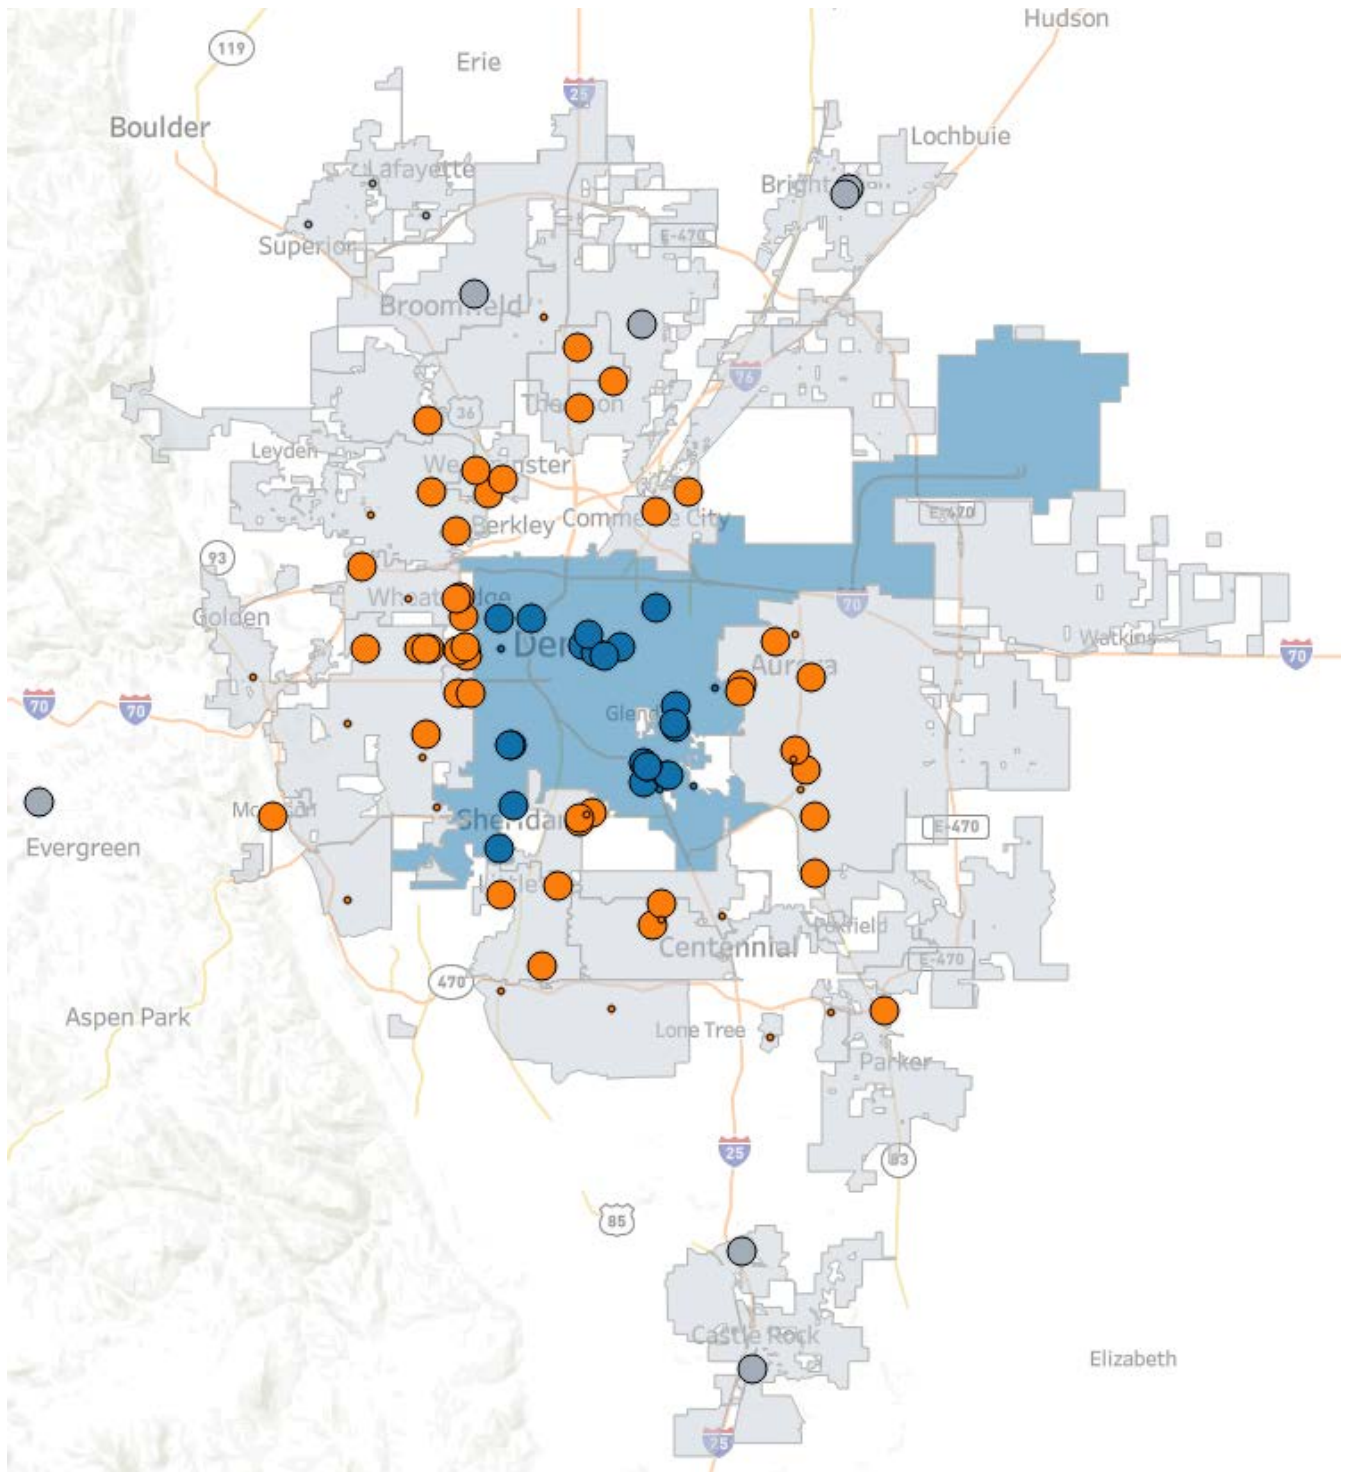 Hudson
119
Erie
25
Boulder
Lochbuie
Lafayette
Bright
E-470
Superior
Broomfield
76
36
Leyden
Berkley
Commerce City
E-470
93
70
Golden
Watkins
70
Aurora
70
70
Glend
Evergreen
Sheridan
E-470
Centennial
E-470
470
Aspen Park
Lone Tree
Parker
25
83
85
Castle Rock
Elizabeth
25